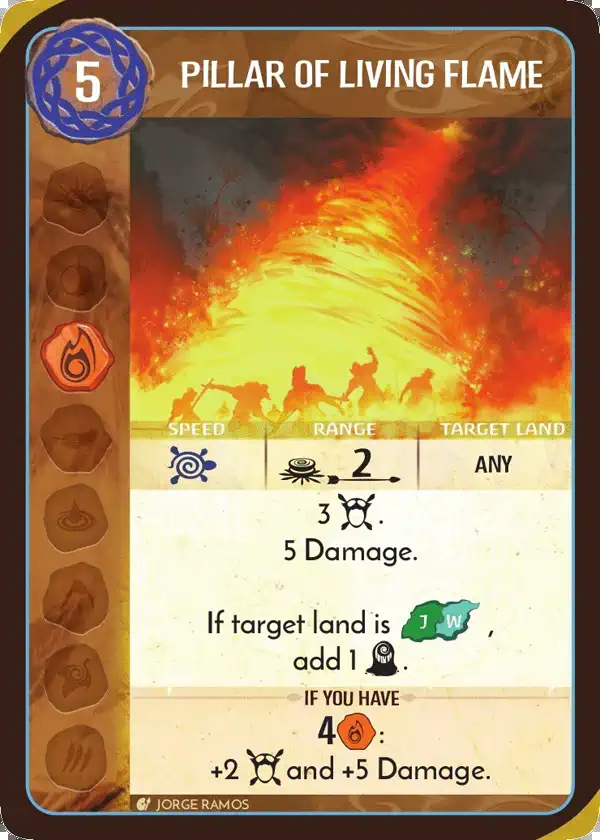 5
PILLAR OF LIVING FLAME
SPEED RANGE TARGET LAND
2 ANY
3 .
5 Damage.
If target land is J W ,
add 1 .
IF YOU HAVE
4 :
+2 and +5 Damage.
JORGE RAMOS